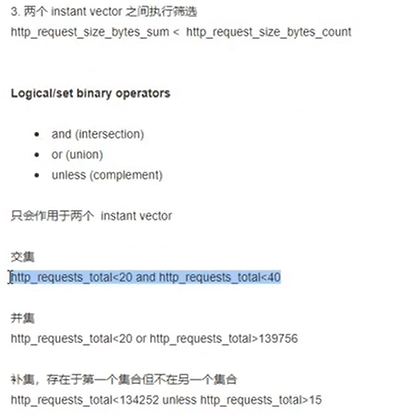 3. 两个 instant vector 之间执行筛选
http_request_size_bytes_sum < http_request_size_bytes_count
Logical/set binary operators
• and (intersection)
• or (union)
• unless (complement)
只会作用于两个 instant vector
交集
http_requests_total<20 and http_requests_total<40
并集
http_requests_total<20 or http_requests_total>139756
补集，存在于第一个集合但不在另一个集合
http_requests_total<134252 unless http_requests_total>15